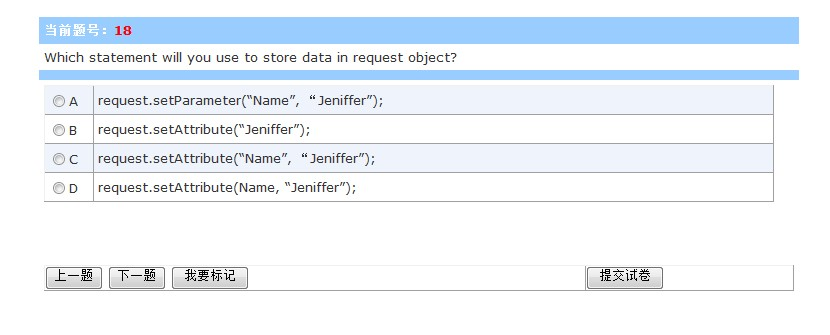 当前题号：18
Which statement will you use to store data in request object?
A request.setParameter(“Name”, “Jeniffer”);
B request.setAttribute(“Jeniffer”);
C request.setAttribute(“Name”, “Jeniffer”);
D request.setAttribute(Name, “Jeniffer”);
上一题 下一题 我要标记 提交试卷